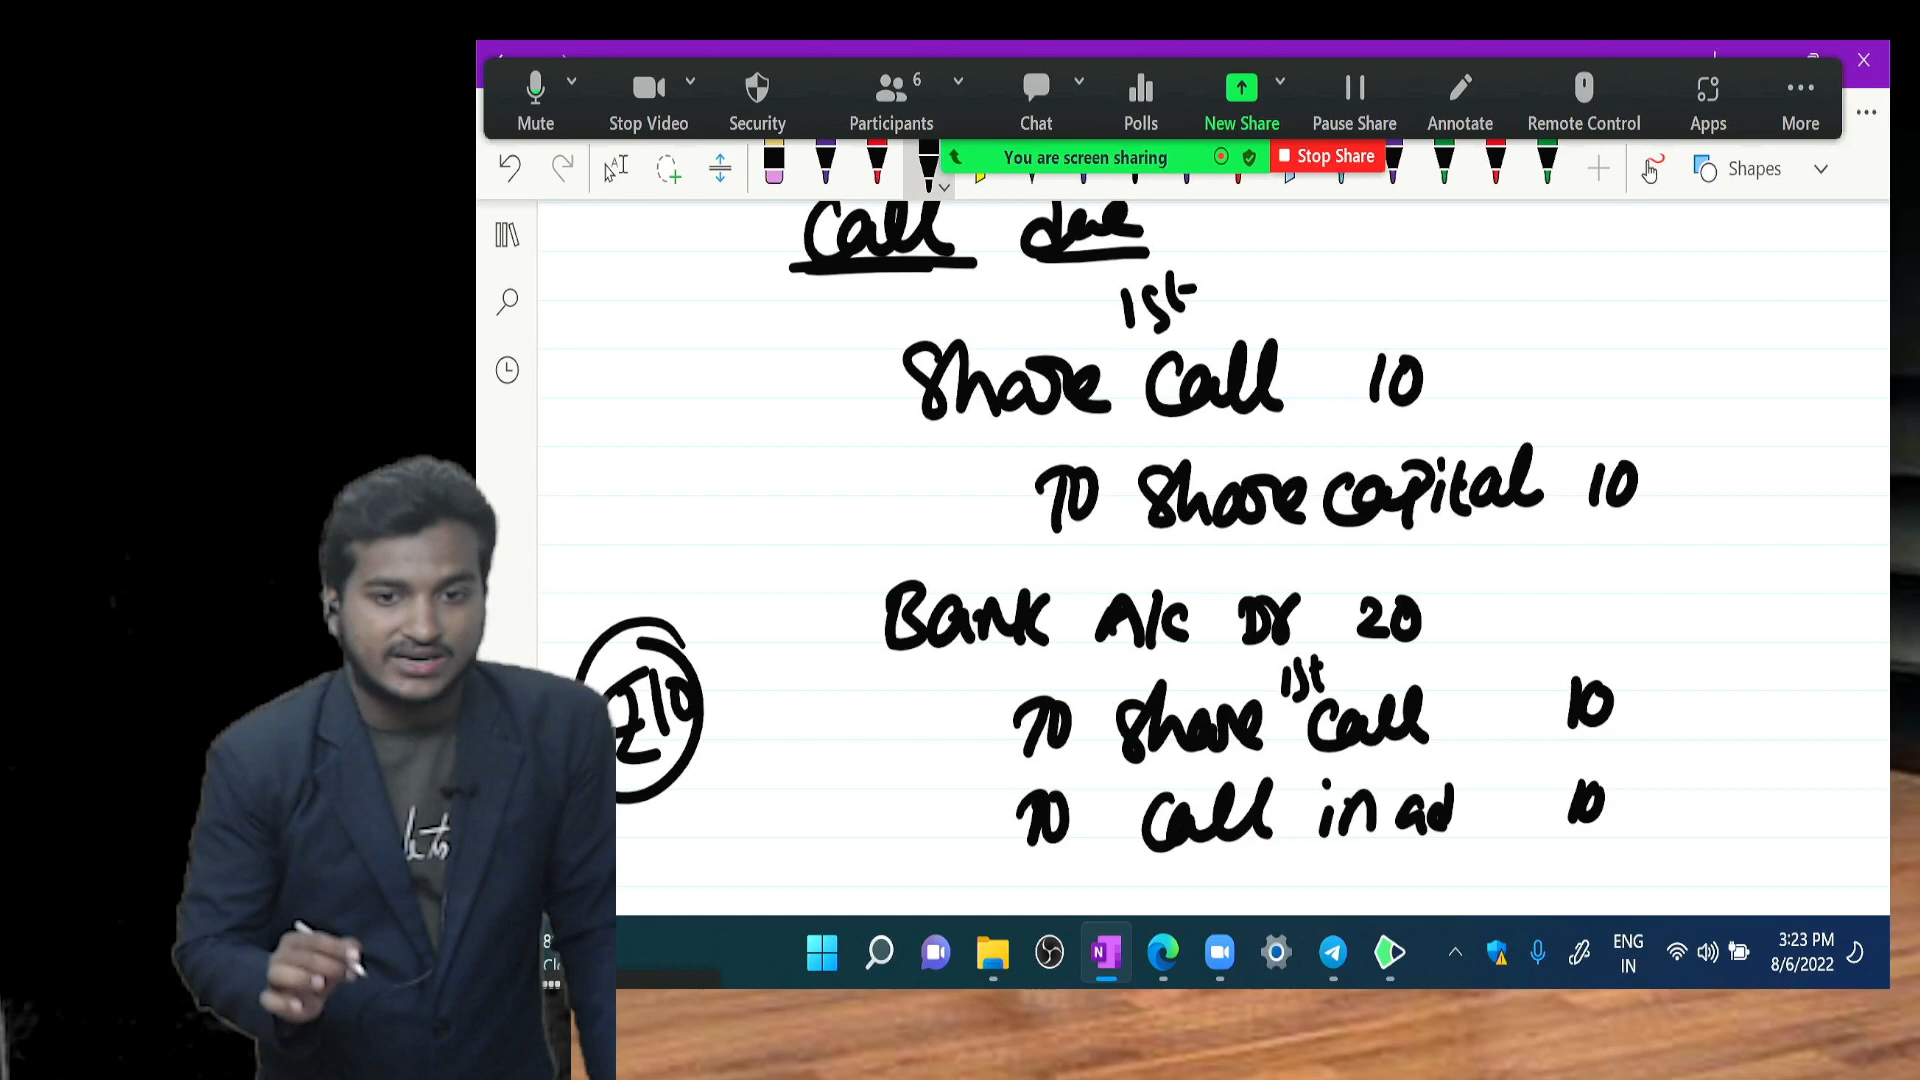 6
Mute Stop Video Security Participants Chat Polls New Share Pause Share Annotate Remote Control Apps More
You are screen sharing Stop Share
Shapes
Call due
1st
Share Call 10
TO Share capital 10
Bank A/c Dr 20
1st
TO Share Call 10
TO Call in ad 10
I10
ENG
IN
3:23 PM
8/6/2022